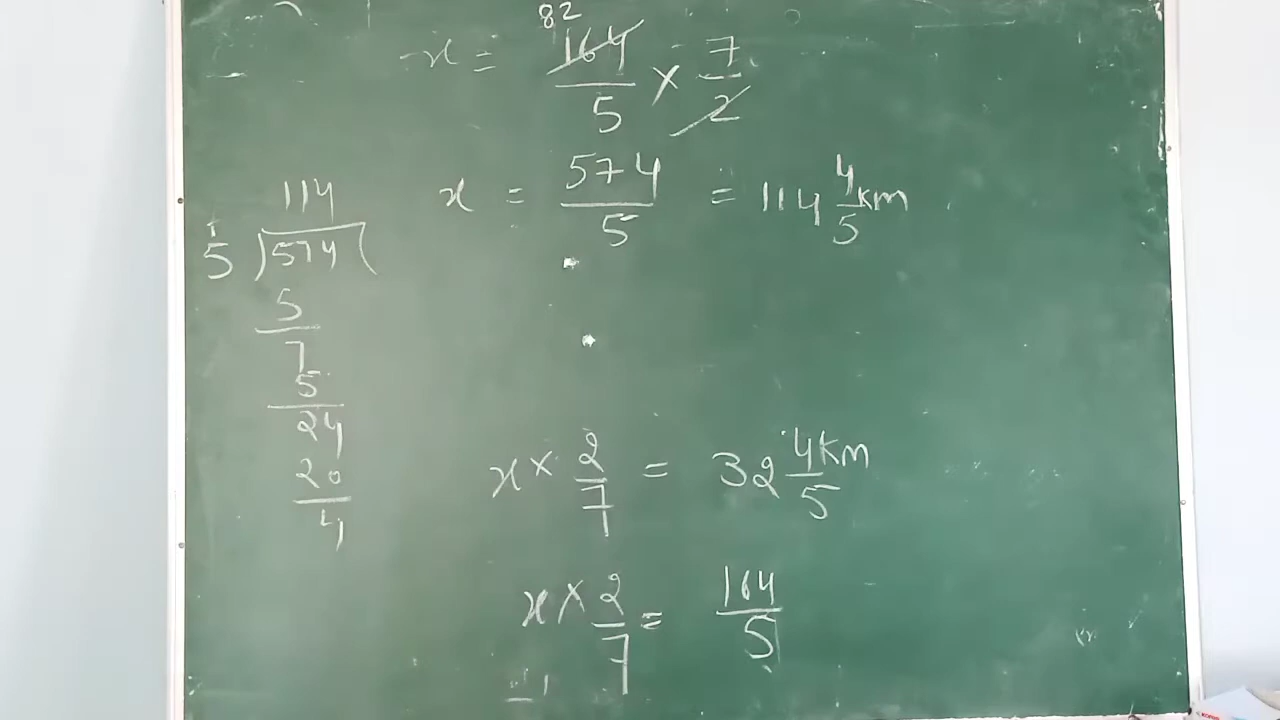 82
x = 164/5 × 7/2
x = 574/5 = 114 4/5 km
114
5 ) 574 (
5
7
5
24
20
4
x × 2/7 = 32 4/5 km
x × 2/7 = 164/5